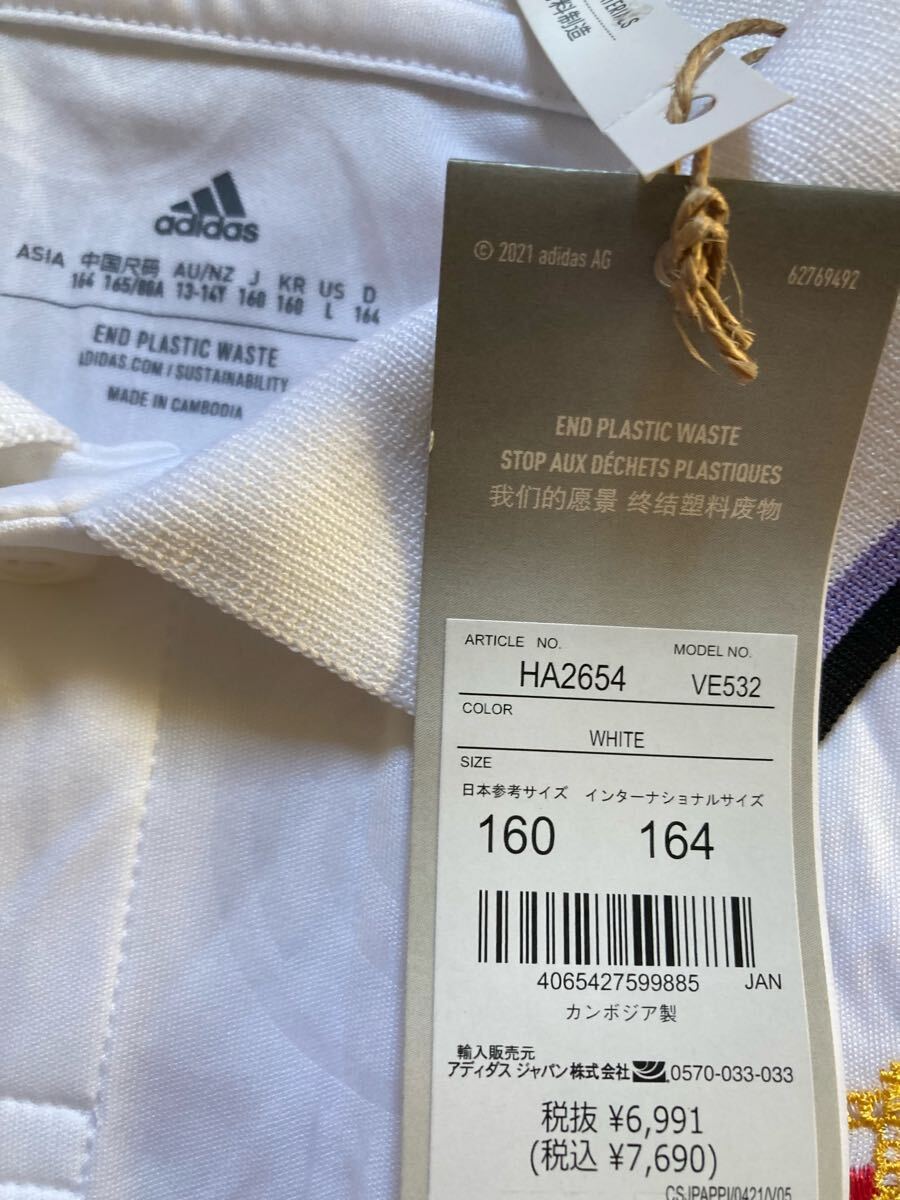 料制造
adidas
ASIA 中国尺码 AU/NZ J KR US D
164 165/80A 13-14Y 160 160 L 164
END PLASTIC WASTE
ADIDAS.COM / SUSTAINABILITY
MADE IN CAMBODIA
© 2021 adidas AG
62769492
END PLASTIC WASTE
STOP AUX DÉCHETS PLASTIQUES
我们的愿景 终结塑料废物
ARTICLE NO. MODEL NO.
HA2654 VE532
COLOR
WHITE
SIZE
日本参考サイズ インターナショナルサイズ
160 164
4065427599885 JAN
カンボジア製
輸入販売元
アディダス ジャパン株式会社 0570-033-033
税抜 ¥6,991
(税込 ¥7,690)
CSJPAPPI/0421/V05